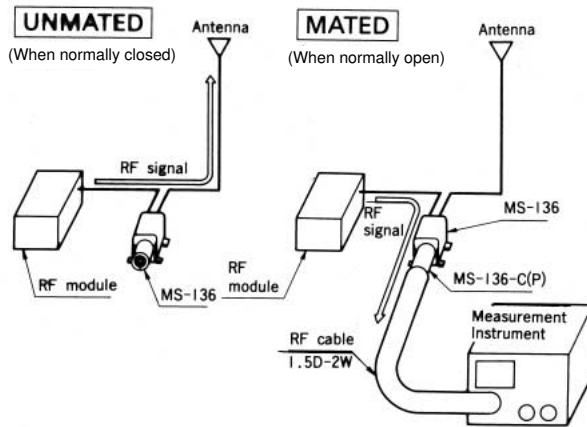 UNMATED
(When normally closed)
Antenna
RF signal
RF module
MS-136
MATED
(When normally open)
Antenna
RF
signal
RF
module
MS-136
MS-136-C(P)
RF cable
1.5D-2W
Measurement
Instrument